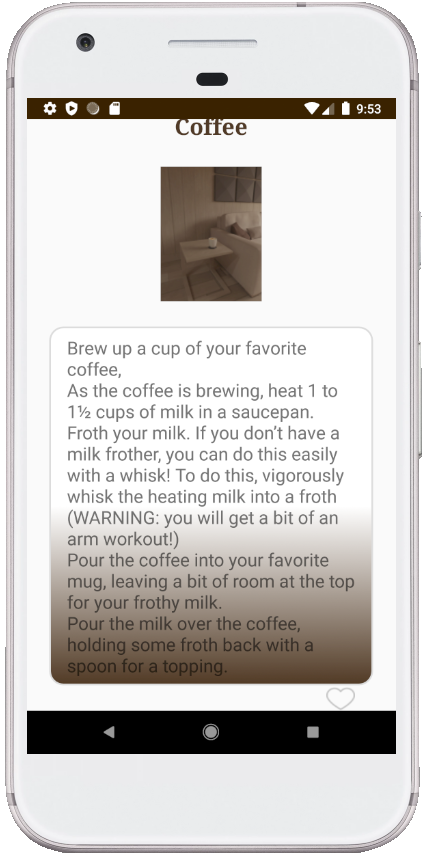 9:53
Coffee
Brew up a cup of your favorite
coffee,
As the coffee is brewing, heat 1 to
1½ cups of milk in a saucepan.
Froth your milk. If you don’t have a
milk frother, you can do this easily
with a whisk! To do this, vigorously
whisk the heating milk into a froth
(WARNING: you will get a bit of an
arm workout!)
Pour the coffee into your favorite
mug, leaving a bit of room at the top
for your frothy milk.
Pour the milk over the coffee,
holding some froth back with a
spoon for a topping.